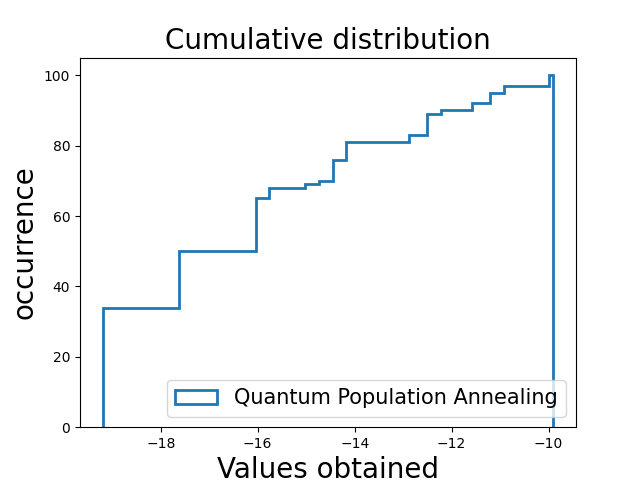 Cumulative distribution
100
80
60
40
20
0
occurrence
Quantum Population Annealing
−18 −16 −14 −12 −10
Values obtained